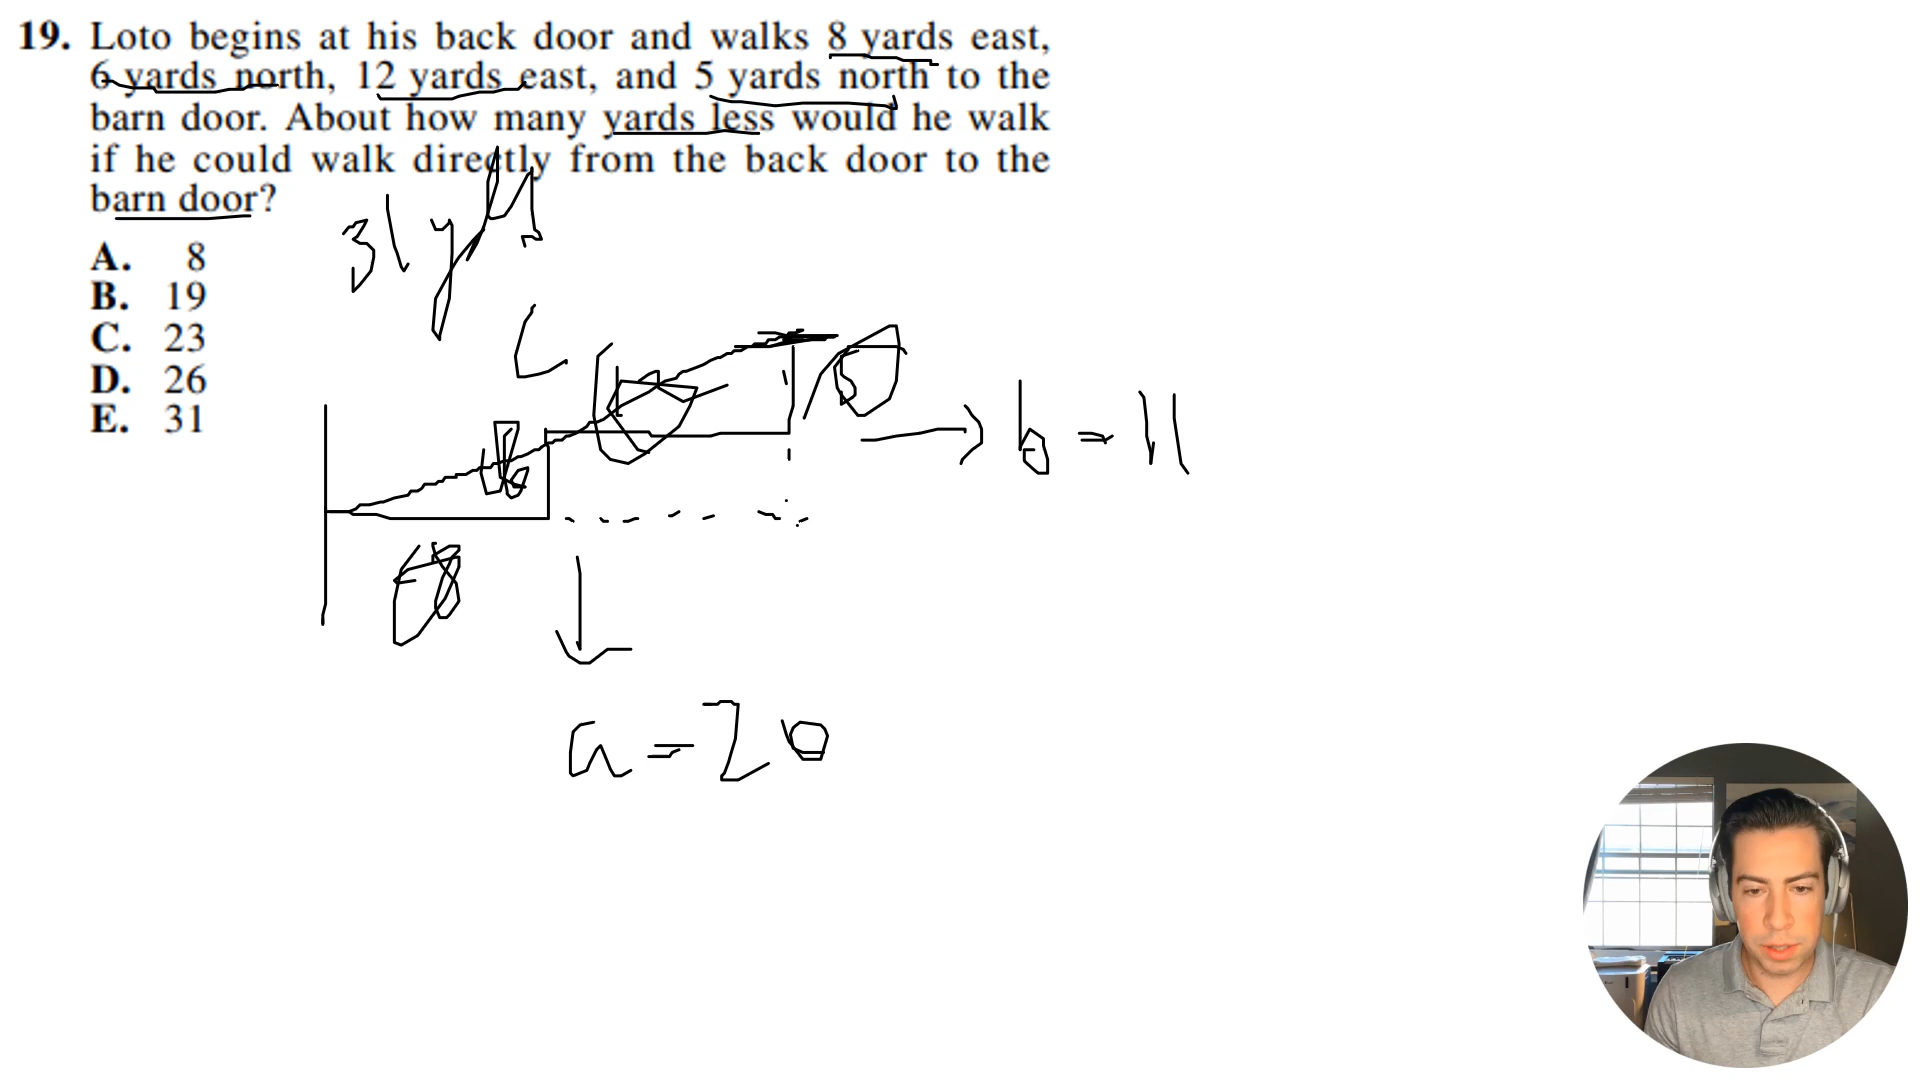 19. Loto begins at his back door and walks 8 yards east,
6 yards north, 12 yards east, and 5 yards north to the
barn door. About how many yards less would he walk
if he could walk directly from the back door to the
barn door?
A. 8
B. 19
C. 23
D. 26
E. 31
31 yds
c
6
5
b = 11
8
a = 20